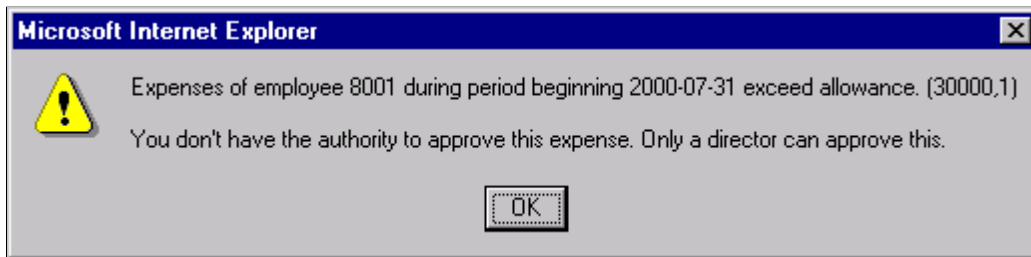 Microsoft Internet Explorer
Expenses of employee 8001 during period beginning 2000-07-31 exceed allowance. (30000,1)
You don't have the authority to approve this expense. Only a director can approve this.
OK